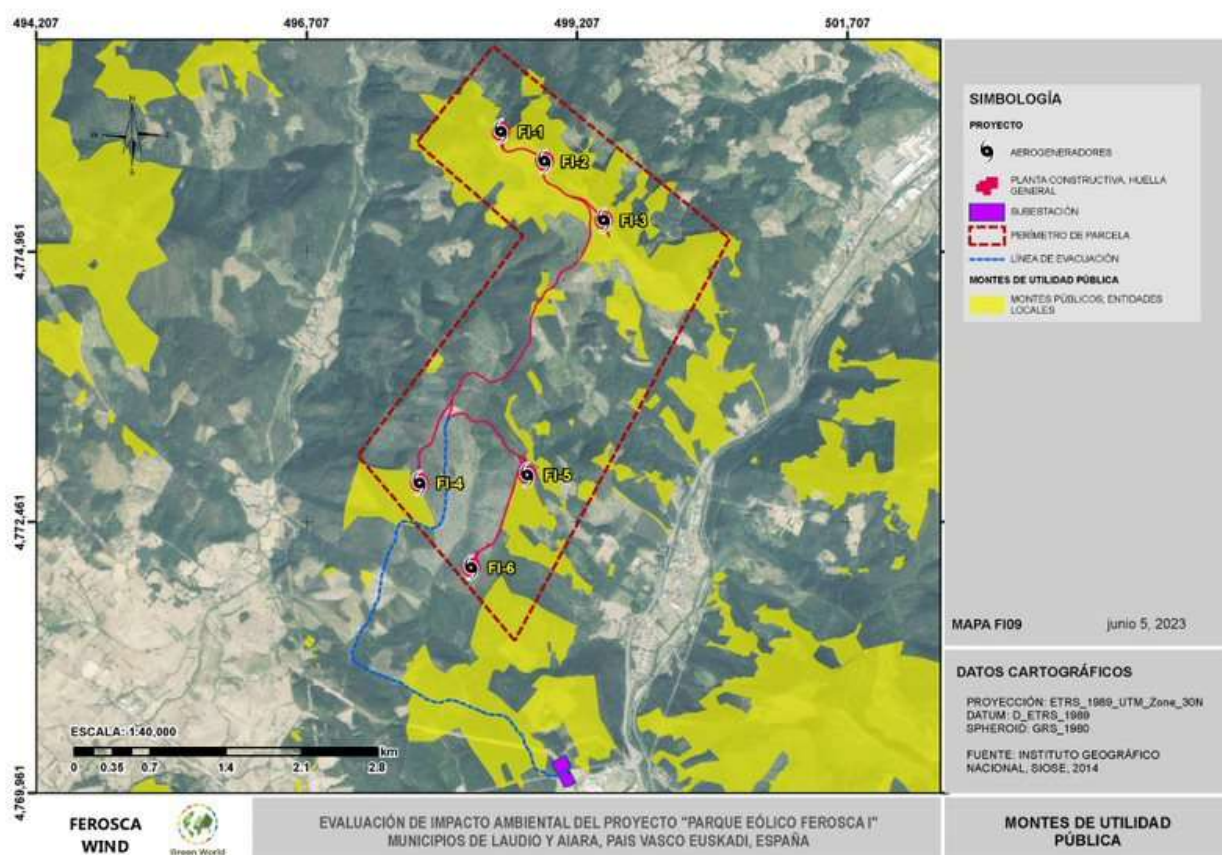 494,207
496,707
499,207
501,707
4,774,961
4,772,461
4,769,961
N
W
E
S
FI-1
FI-2
FI-3
FI-4
FI-5
FI-6
ESCALA: 1:40,000
km
0 0.35 0.7 1.4 2.1 2.8
SIMBOLOGÍA
PROYECTO
AEROGENERADORES
PLANTA CONSTRUCTIVA, HUELLA
GENERAL
SUBESTACIÓN
PERÍMETRO DE PARCELA
LÍNEA DE EVACUACIÓN
MONTES DE UTILIDAD PÚBLICA
MONTES PÚBLICOS; ENTIDADES
LOCALES
MAPA FI09 junio 5, 2023
DATOS CARTOGRÁFICOS
PROYECCIÓN: ETRS_1989_UTM_Zone_30N
DATUM: D_ETRS_1989
SPHEROID: GRS_1980
FUENTE: INSTITUTO GEOGRÁFICO
NACIONAL, SIOSE, 2014
FEROSCA
WIND
Green World
EVALUACIÓN DE IMPACTO AMBIENTAL DEL PROYECTO "PARQUE EÓLICO FEROSCA I"
MUNICIPIOS DE LAUDIO Y AIARA, PAIS VASCO EUSKADI, ESPAÑA
MONTES DE UTILIDAD
PÚBLICA